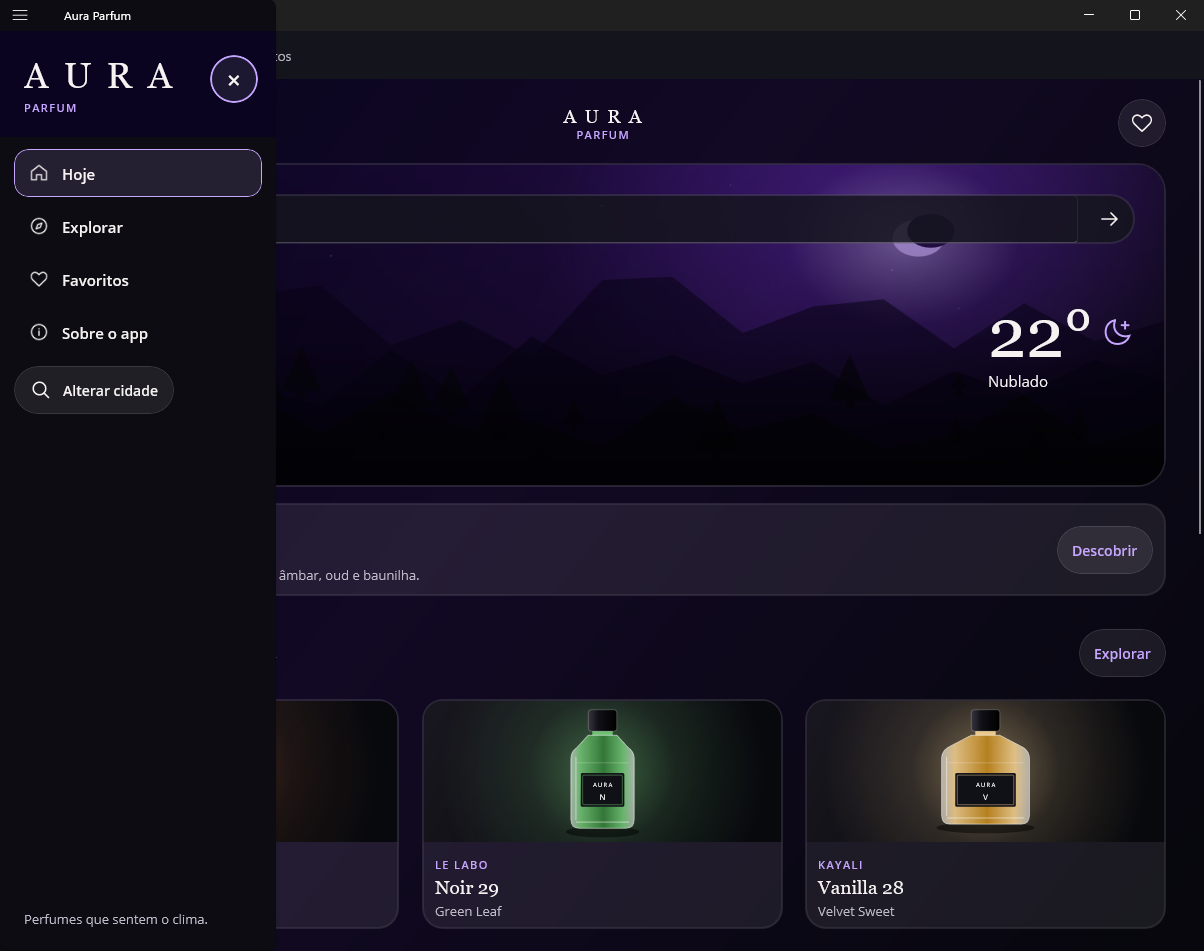 Aura Parfum
AURA
PARFUM
Hoje
Explorar
Favoritos
Sobre o app
Alterar cidade
Perfumes que sentem o clima.
tos
AURA
PARFUM
22°
Nublado
âmbar, oud e baunilha.
Descobrir
Explorar
AURA
N
LE LABO
Noir 29
Green Leaf
AURA
V
KAYALI
Vanilla 28
Velvet Sweet